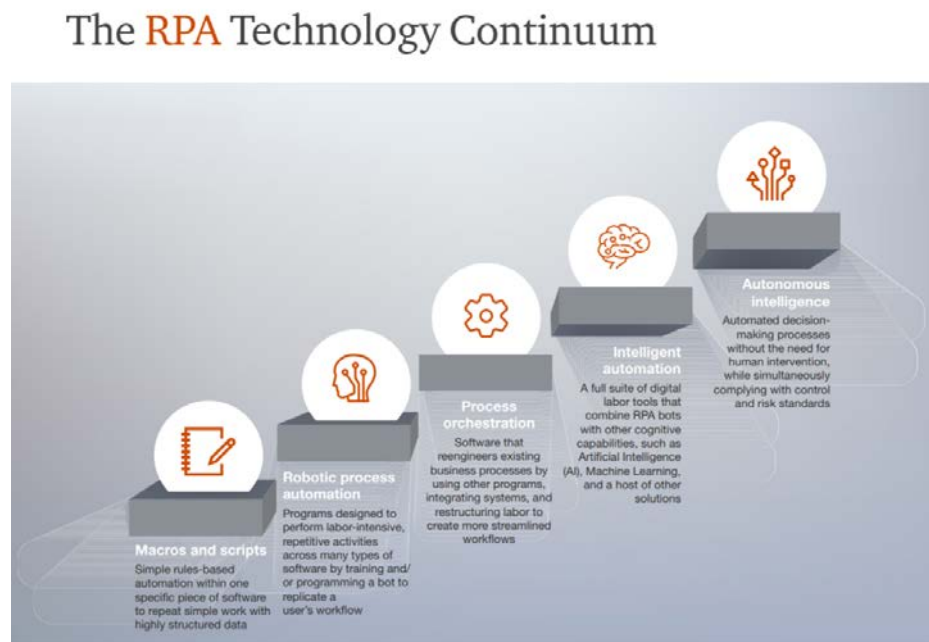 The RPA Technology Continuum
Macros and scripts
Simple rules-based
automation within one
specific piece of software
to repeat simple work with
highly structured data
Robotic process
automation
Programs designed to
perform labor-intensive,
repetitive activities
across many types of
software by training and/
or programming a bot to
replicate a
user's workflow
Process
orchestration
Software that
reengineers existing
business processes by
using other programs,
integrating systems, and
restructuring labor to
create more streamlined
workflows
Intelligent
automation
A full suite of digital
labor tools that
combine RPA bots
with other cognitive
capabilities, such as
Artificial Intelligence
(AI), Machine Learning,
and a host of other
solutions
Autonomous
intelligence
Automated decision-
making processes
without the need for
human intervention,
while simultaneously
complying with control
and risk standards